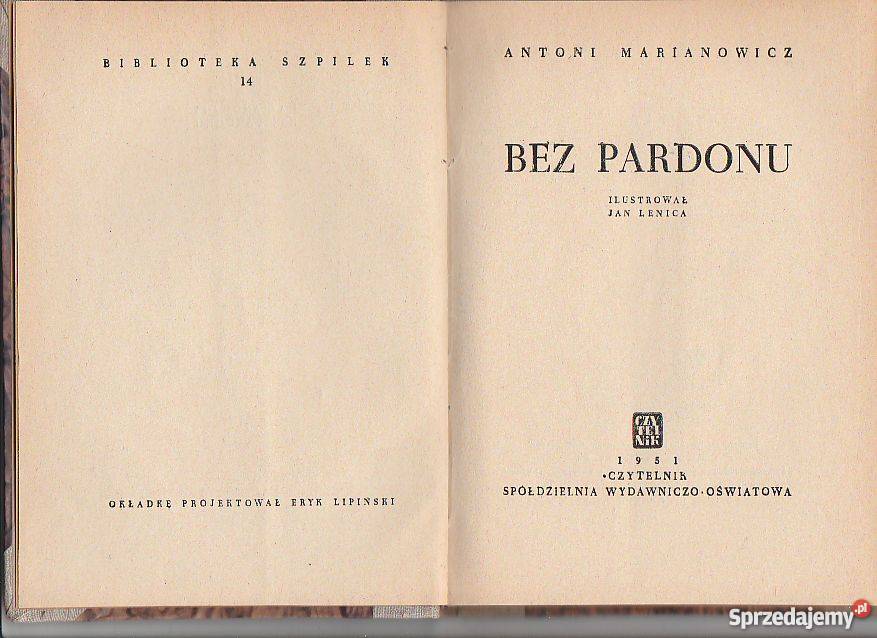 BIBLIOTEKA SZPILEK
14
OKŁADKĘ PROJEKTOWAŁ ERYK LIPIŃSKI
ANTONI MARIANOWICZ
BEZ PARDONU
ILUSTROWAŁ
JAN LENICA
CZY
TEL
NIK
1951
•CZYTELNIK
SPÓŁDZIELNIA WYDAWNICZO-OŚWIATOWA
Sprzedajemy.pl